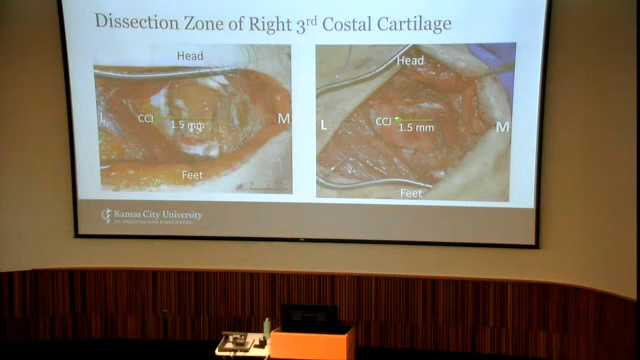 Dissection Zone of Right 3rd Costal Cartilage
Head
L
CCJ
1.5 mm
M
Feet
Head
L
CCJ
1.5 mm
M
Feet
Kansas City University